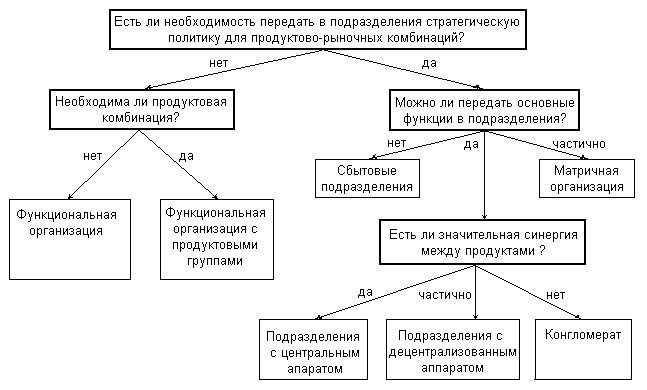 Есть ли необходимость передать в подразделения стратегическую
политику для продуктово-рыночных комбинаций?
нет
да
Необходима ли продуктовая
комбинация?
Можно ли передать основные
функции в подразделения?
нет
да
нет
да
частично
Функциональная
организация
Функциональная
организация с
продуктовыми
группами
Сбытовые
подразделения
Матричная
организация
Есть ли значительная синергия
между продуктами ?
да
частично
нет
Подразделения
с центральным
апаратом
Подразделения с
децентрализованным
аппаратом
Конгломерат